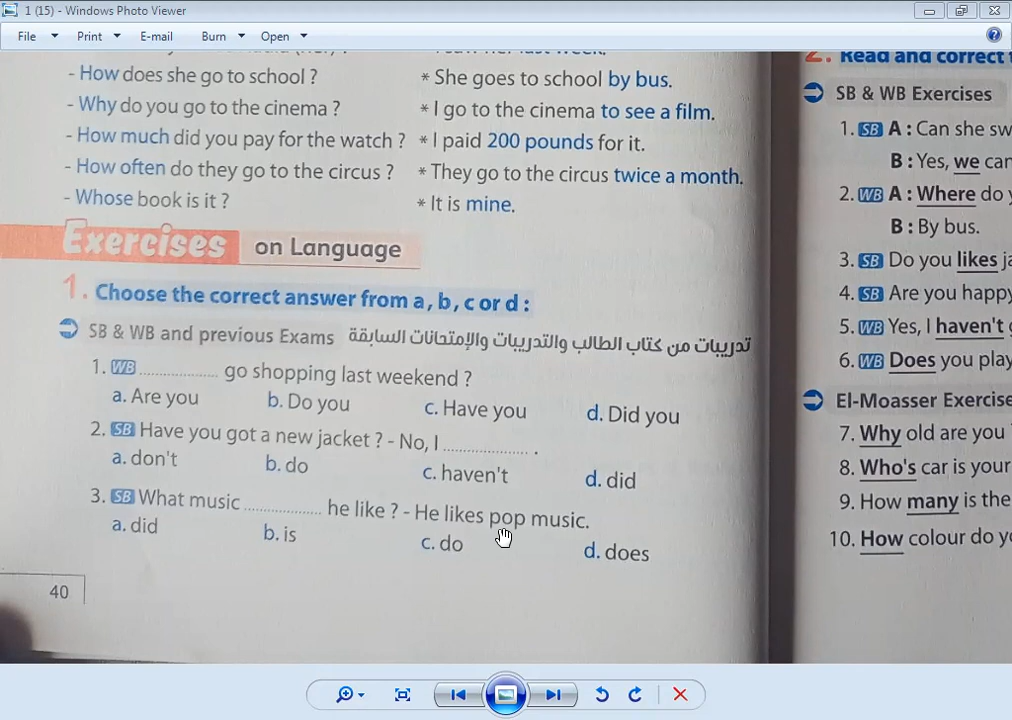 1 (15) - Windows Photo Viewer
File Print E-mail Burn Open
- How does she go to school ? * She goes to school by bus.
- Why do you go to the cinema ? * I go to the cinema to see a film.
- How much did you pay for the watch ? * I paid 200 pounds for it.
- How often do they go to the circus ? * They go to the circus twice a month.
- Whose book is it ? * It is mine.
Exercises on Language
1. Choose the correct answer from a, b, c or d :
SB & WB and previous Exams تدريبات من كتاب الطالب والتدريبات والإمتحانات السابقة
1. WB .................. go shopping last weekend ?
a. Are you b. Do you c. Have you d. Did you
2. SB Have you got a new jacket ? - No, I .................. .
a. don't b. do c. haven't d. did
3. SB What music .................. he like ? - He likes pop music.
a. did b. is c. do d. does
40
2. Read and correct
SB & WB Exercises
1. SB A : Can she sw
B : Yes, we can
2. WB A : Where do
B : By bus.
3. SB Do you likes
4. SB Are you happy
5. WB Yes, I haven't
6. WB Does you play
El-Moasser Exercise
7. Why old are you
8. Who's car is your
9. How many is the
10. How colour do